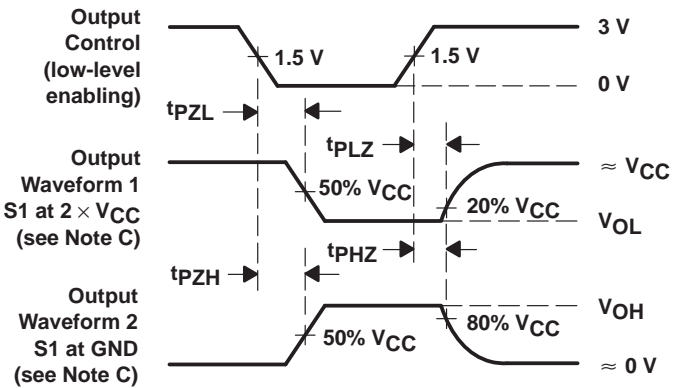 Output
Control
(low-level
enabling)
3 V
1.5 V
1.5 V
0 V
tPZL
tPLZ
Output
Waveform 1
S1 at 2 × VCC
(see Note C)
≈ VCC
50% VCC
20% VCC
VOL
tPHZ
tPZH
Output
Waveform 2
S1 at GND
(see Note C)
VOH
50% VCC
80% VCC
≈ 0 V